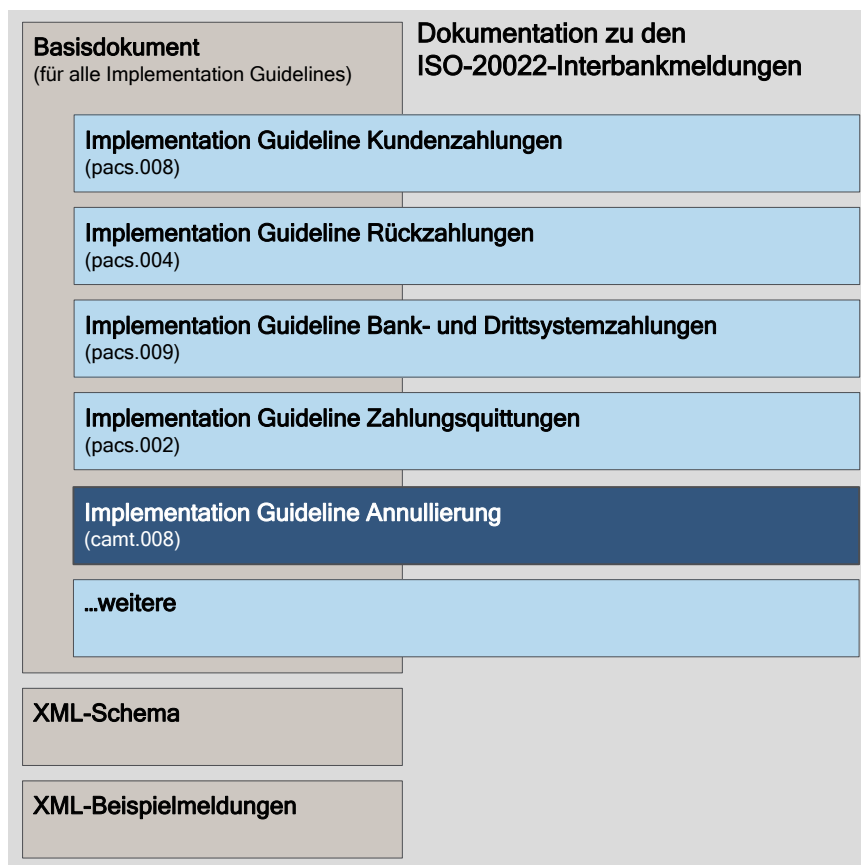 Basisdokument
(für alle Implementation Guidelines)
Dokumentation zu den
ISO-20022-Interbankmeldungen
Implementation Guideline Kundenzahlungen
(pacs.008)
Implementation Guideline Rückzahlungen
(pacs.004)
Implementation Guideline Bank- und Drittsystemzahlungen
(pacs.009)
Implementation Guideline Zahlungsquittungen
(pacs.002)
Implementation Guideline Annullierung
(camt.008)
...weitere
XML-Schema
XML-Beispielmeldungen